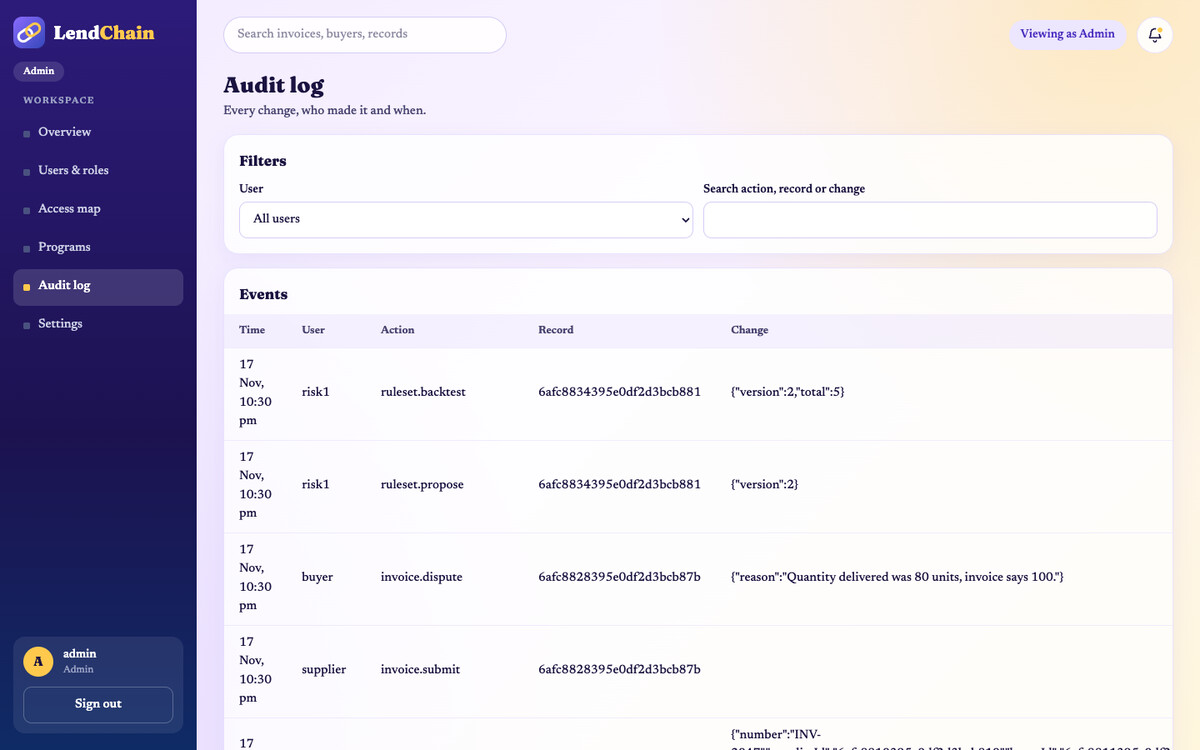 LendChain
Search invoices, buyers, records
Viewing as Admin
Admin
WORKSPACE
Overview
Users & roles
Access map
Programs
Audit log
Settings
A
admin
Admin
Sign out
Audit log
Every change, who made it and when.
Filters
User
Search action, record or change
All users
Events
Time User Action Record Change
17
Nov,
10:30
pm
risk1 ruleset.backtest 6afc8834395e0df2d3bcb881 {"version":2,"total":5}
17
Nov,
10:30
pm
risk1 ruleset.propose 6afc8834395e0df2d3bcb881 {"version":2}
17
Nov,
10:30
pm
buyer invoice.dispute 6afc8828395e0df2d3bcb87b {"reason":"Quantity delivered was 80 units, invoice says 100."}
17
Nov,
10:30
pm
supplier invoice.submit 6afc8828395e0df2d3bcb87b
17
{"number":"INV-